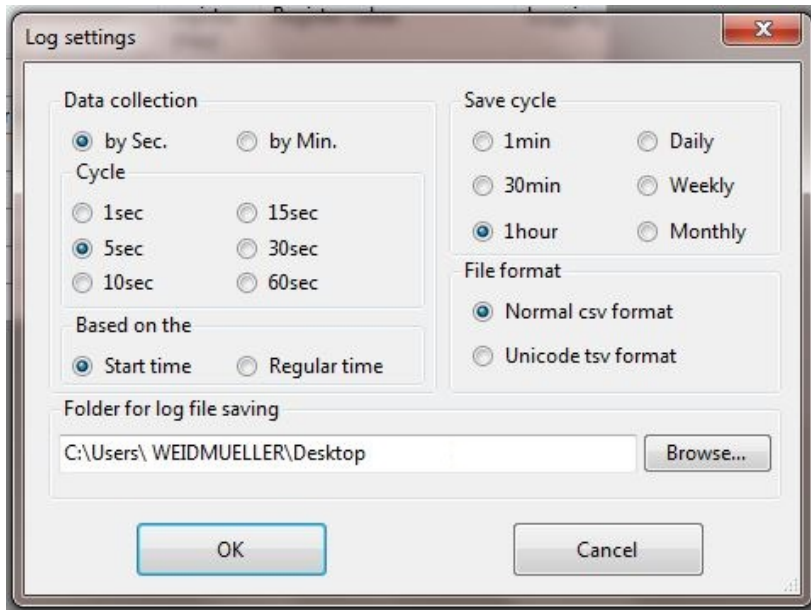 Log settings
Data collection
by Sec.
by Min.
Cycle
1sec
15sec
5sec
30sec
10sec
60sec
Based on the
Start time
Regular time
Save cycle
1min
Daily
30min
Weekly
1hour
Monthly
File format
Normal csv format
Unicode tsv format
Folder for log file saving
C:\Users\ WEIDMUELLER\Desktop
Browse...
OK
Cancel